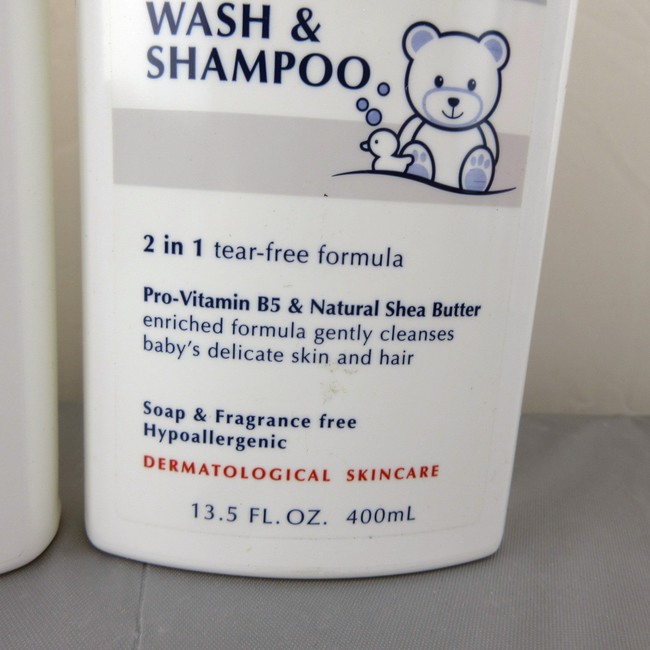 WASH &
SHAMPOO
2 in 1 tear-free formula
Pro-Vitamin B5 & Natural Shea Butter
enriched formula gently cleanses
baby's delicate skin and hair
Soap & Fragrance free
Hypoallergenic
DERMATOLOGICAL SKINCARE
13.5 FL. OZ. 400mL